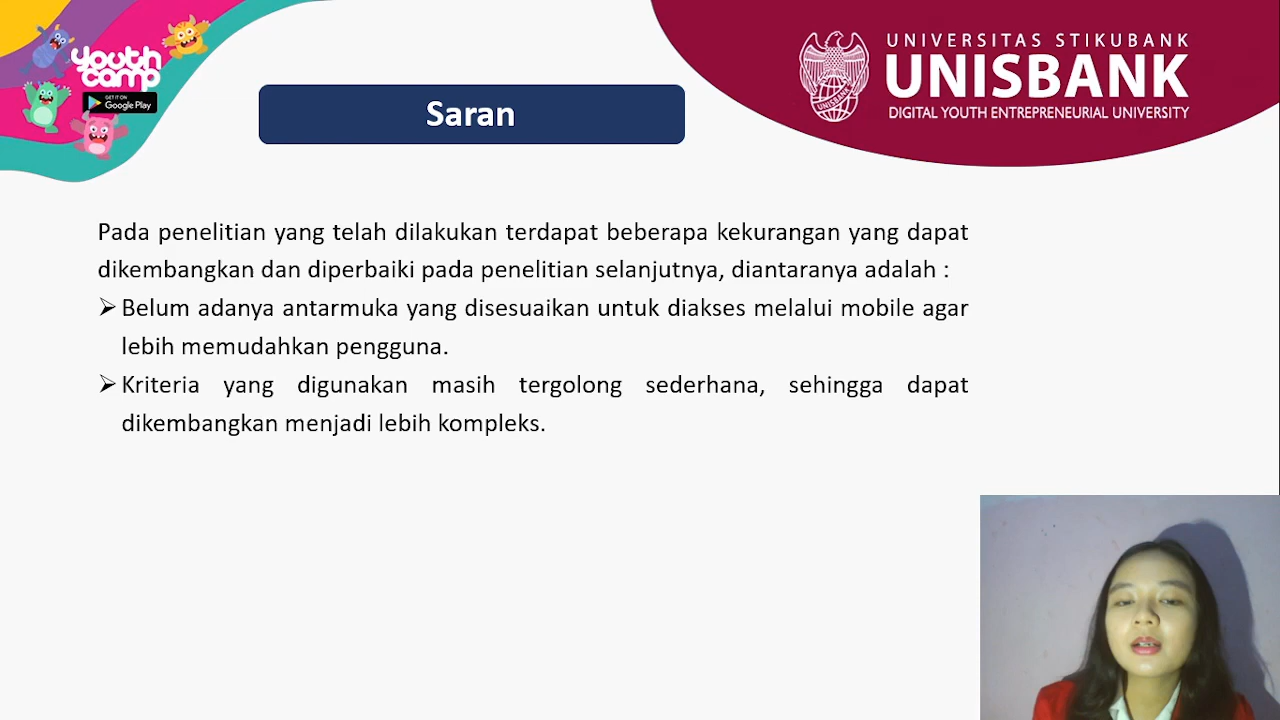 youth
camp
GET IT ON
Google Play
UNIVERSITAS STIKUBANK
UNISBANK
DIGITAL YOUTH ENTREPRENEURIAL UNIVERSITY
UNISBANK
Saran
Pada penelitian yang telah dilakukan terdapat beberapa kekurangan yang dapat
dikembangkan dan diperbaiki pada penelitian selanjutnya, diantaranya adalah :
➢ Belum adanya antarmuka yang disesuaikan untuk diakses melalui mobile agar
lebih memudahkan pengguna.
➢ Kriteria yang digunakan masih tergolong sederhana, sehingga dapat
dikembangkan menjadi lebih kompleks.